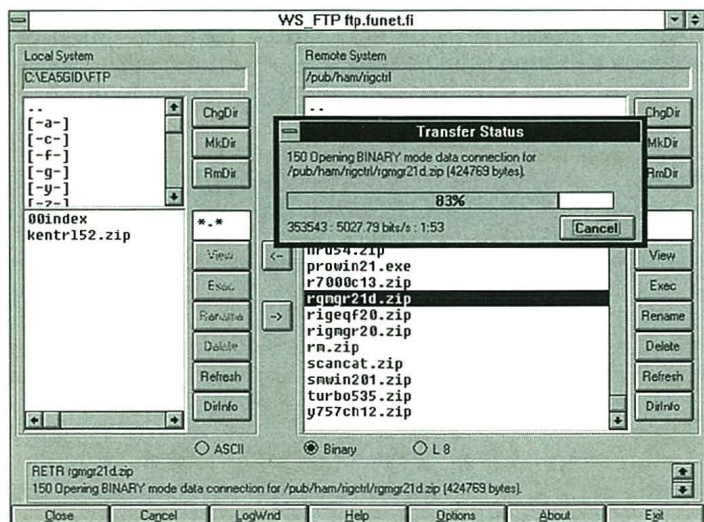 WS_FTP ftp.funet.fi
Local System
C:\EA5GID\FTP
..
[-a-]
[-c-]
[-f-]
[-g-]
[-y-]
[-z-]
ChgDir
MkDir
RmDir
00index
kentrl52.zip
*.*
View
Exec
Rename
Delete
Refresh
DirInfo
<-
->
Remote System
/pub/ham/rigctrl
..
ChgDir
MkDir
RmDir
Transfer Status
150 Opening BINARY mode data connection for
/pub/ham/rigctrl/rgmgr21d.zip (424769 bytes).
83%
353543 : 5027.79 bits/s : 1:53
Cancel
nrd54.zip
prowin21.exe
r7000c13.zip
rgmgr21d.zip
rigeqf20.zip
rigmgr20.zip
rm.zip
scancat.zip
smwin201.zip
turbo535.zip
y757ch12.zip
View
Exec
Rename
Delete
Refresh
DirInfo
ASCII
Binary
L 8
RETR rgmgr21d.zip
150 Opening BINARY mode data connection for /pub/ham/rigctrl/rgmgr21d.zip (424769 bytes).
Close
Cancel
LogWnd
Help
Options
About
Exit